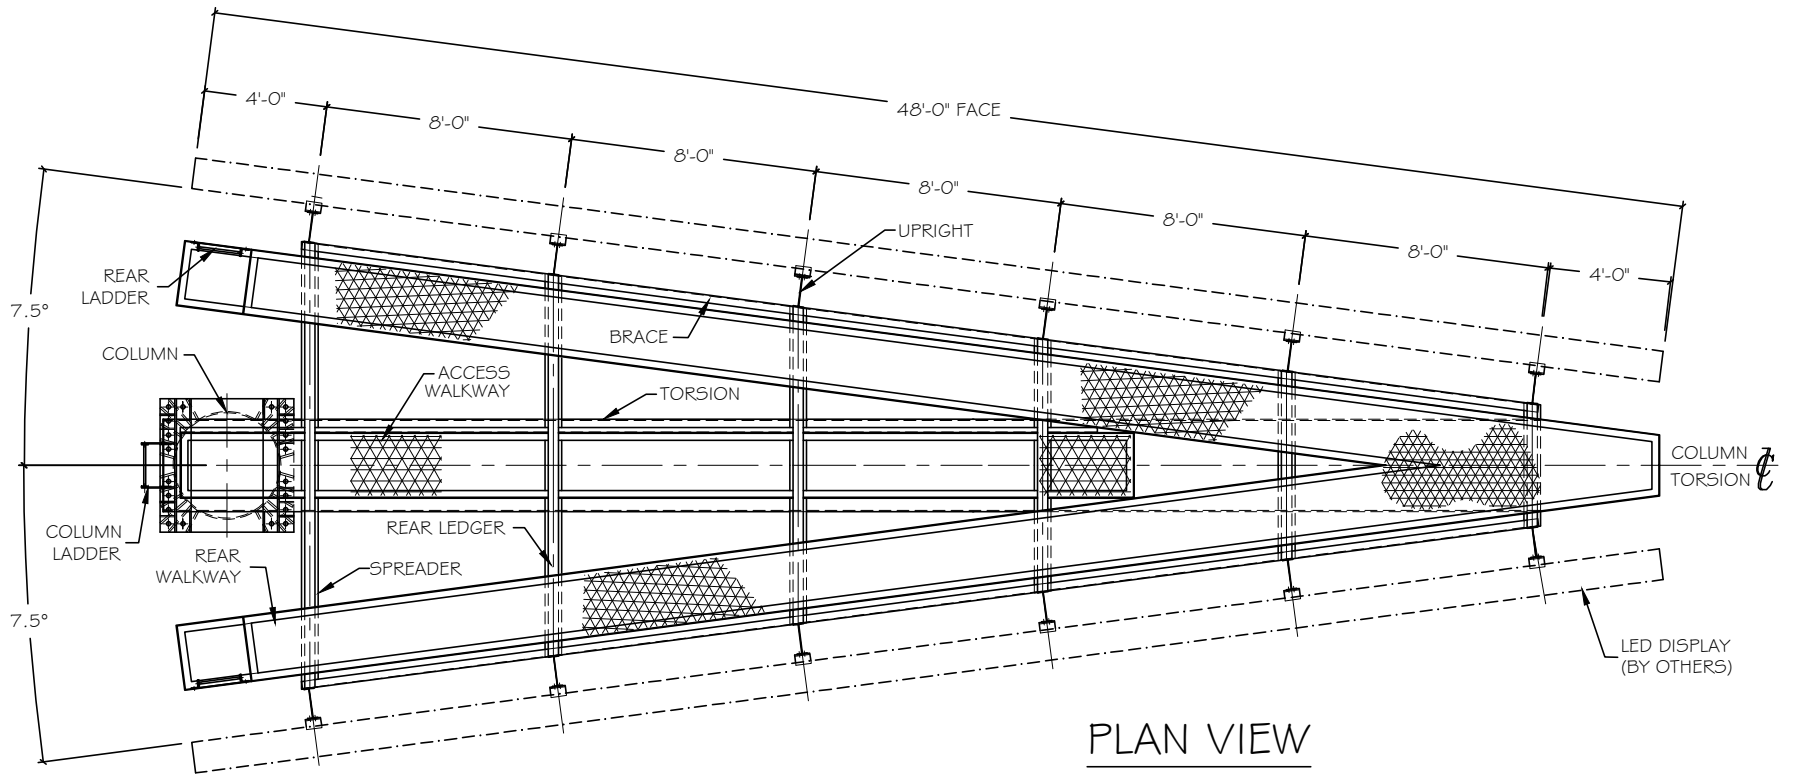 48'-0" FACE
4'-0"
8'-0"
8'-0"
8'-0"
8'-0"
8'-0"
4'-0"
7.5°
7.5°
UPRIGHT
REAR
LADDER
BRACE
COLUMN
ACCESS
WALKWAY
TORSION
COLUMN
TORSION
COLUMN
LADDER
REAR LEDGER
REAR
WALKWAY
SPREADER
LED DISPLAY
(BY OTHERS)
PLAN VIEW